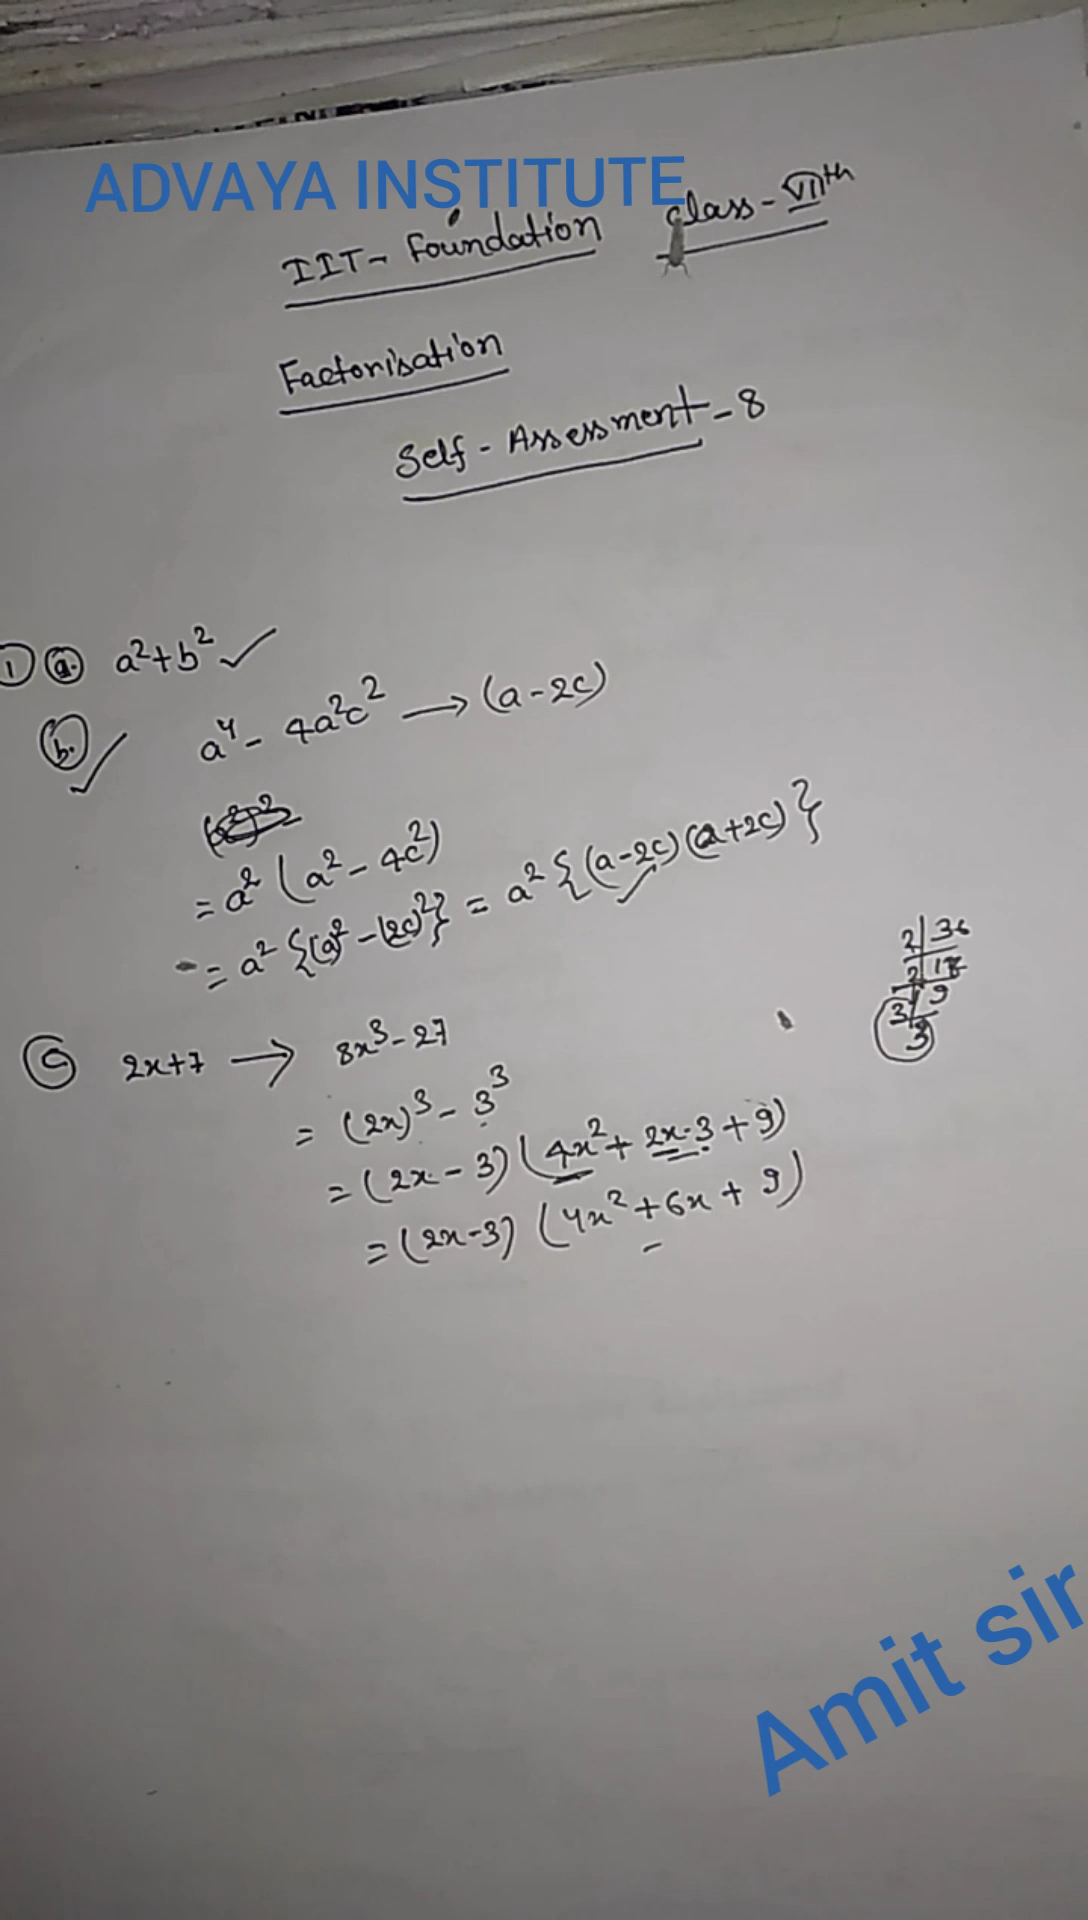 ADVAYA INSTITUTE
IIT- Foundation Class - VIIth
Factorisation
Self - Assessment - 8
① ⓐ. a²+b² ✓
ⓑ. ✓ a⁴ - 4a²c² → (a-2c)
= a² (a² - 4c²)
= a² {(a)² - (2c)²} = a² {(a-2c) (a+2c)}
2 | 36
2 | 18
3 | 9
3
ⓒ 2x+7 → 8x³ - 27
= (2x)³ - 3³
= (2x - 3) (4x² + 2x·3 + 9)
= (2x-3) (4x² + 6x + 9)
Amit sir